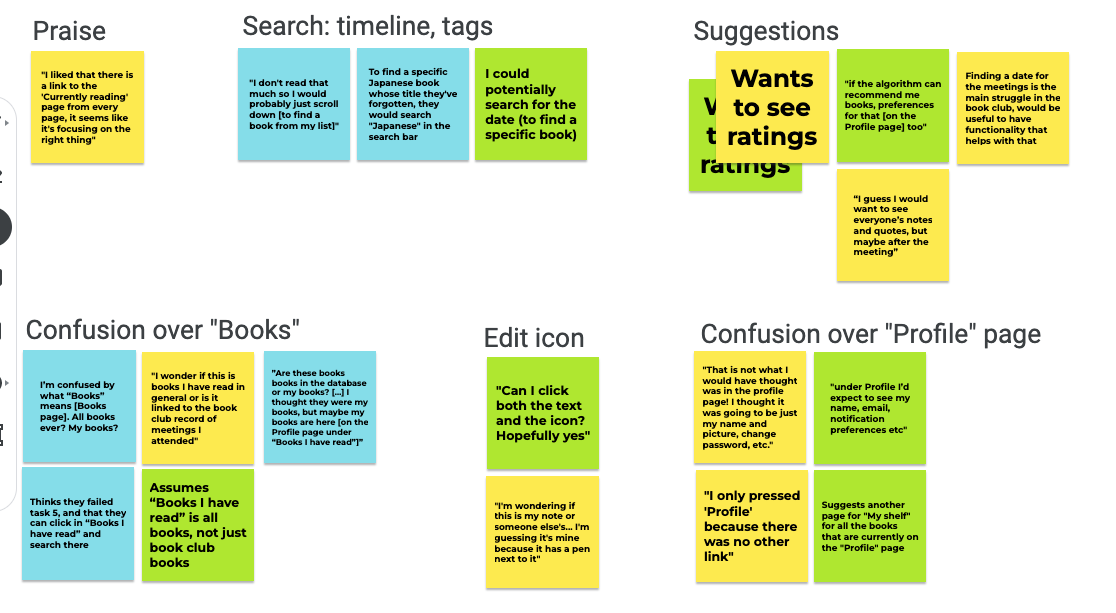 Praise
"I liked that there is
a link to the
'Currently reading'
page from every
page, it seems like
it's focusing on the
right thing"
Search: timeline, tags
"I don't read that
much so I would
probably just scroll
down [to find a
book from my list]"
To find a specific
Japanese book
whose title they've
forgotten, they
would search
"Japanese" in the
search bar
I could
potentially
search for the
date (to find a
specific book)
Suggestions
Wants
to see
ratings
ratings
"if the algorithm can
recommend me
books, preferences
for that [on the
Profile page] too"
Finding a date for
the meetings is the
main struggle in the
book club, would be
useful to have
functionality that
helps with that
"I guess I would
want to see
everyone's notes
and quotes, but
maybe after the
meeting"
Confusion over "Books"
I'm confused by
what “Books”
means [Books
page]. All books
ever? My books?
"I wonder if this is
books I have read in
general or is it
linked to the book
club record of
meetings I
attended"
"Are these books
books in the database
or my books? [...] I
thought they were my
books, but maybe my
books are here [on the
Profile page under
“Books I have read”]"
Thinks they failed
task 5, and that they
can click in “Books I
have read” and
search there
Assumes
“Books I have
read” is all
books, not just
book club
books
Edit icon
"Can I click
both the text
and the icon?
Hopefully yes"
"I'm wondering if
this is my note or
someone else's... I'm
guessing it's mine
because it has a pen
next to it"
Confusion over "Profile" page
"That is not what I
would have thought
was in the profile
page! I thought it
was going to be just
my name and
picture, change
password, etc."
"under Profile I'd
expect to see my
name, email,
notification
preferences etc"
"I only pressed
'Profile'
because there
was no other
link"
Suggests another
page for "My shelf"
for all the books
that are currently on
the "Profile" page